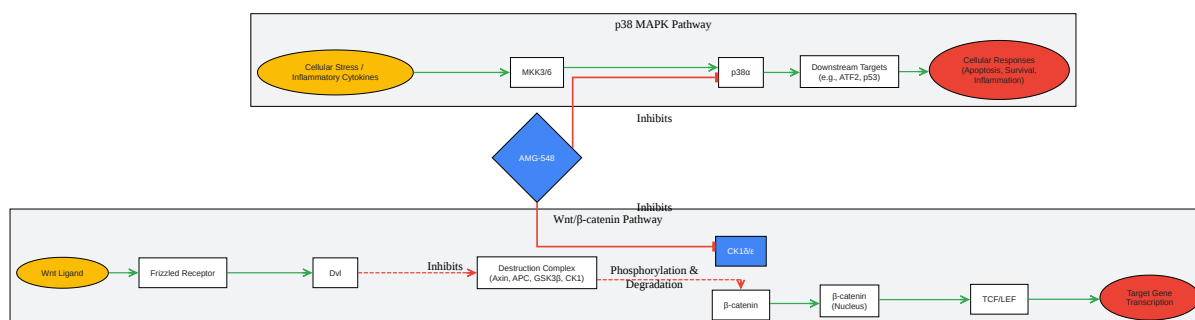 p38 MAPK Pathway
Cellular Stress /
Inflammatory Cytokines
MKK3/6
p38α
Downstream Targets
(e.g., ATF2, p53)
Cellular Responses
(Apoptosis, Survival,
Inflammation)
Inhibits
AMG-548
Inhibits
Wnt/β-catenin Pathway
CK1δ/ε
Wnt Ligand
Frizzled Receptor
Dvl
Inhibits
Destruction Complex
(Axin, APC, GSK3β, CK1)
Phosphorylation &
Degradation
β-catenin
β-catenin
(Nucleus)
TCF/LEF
Target Gene
Transcription